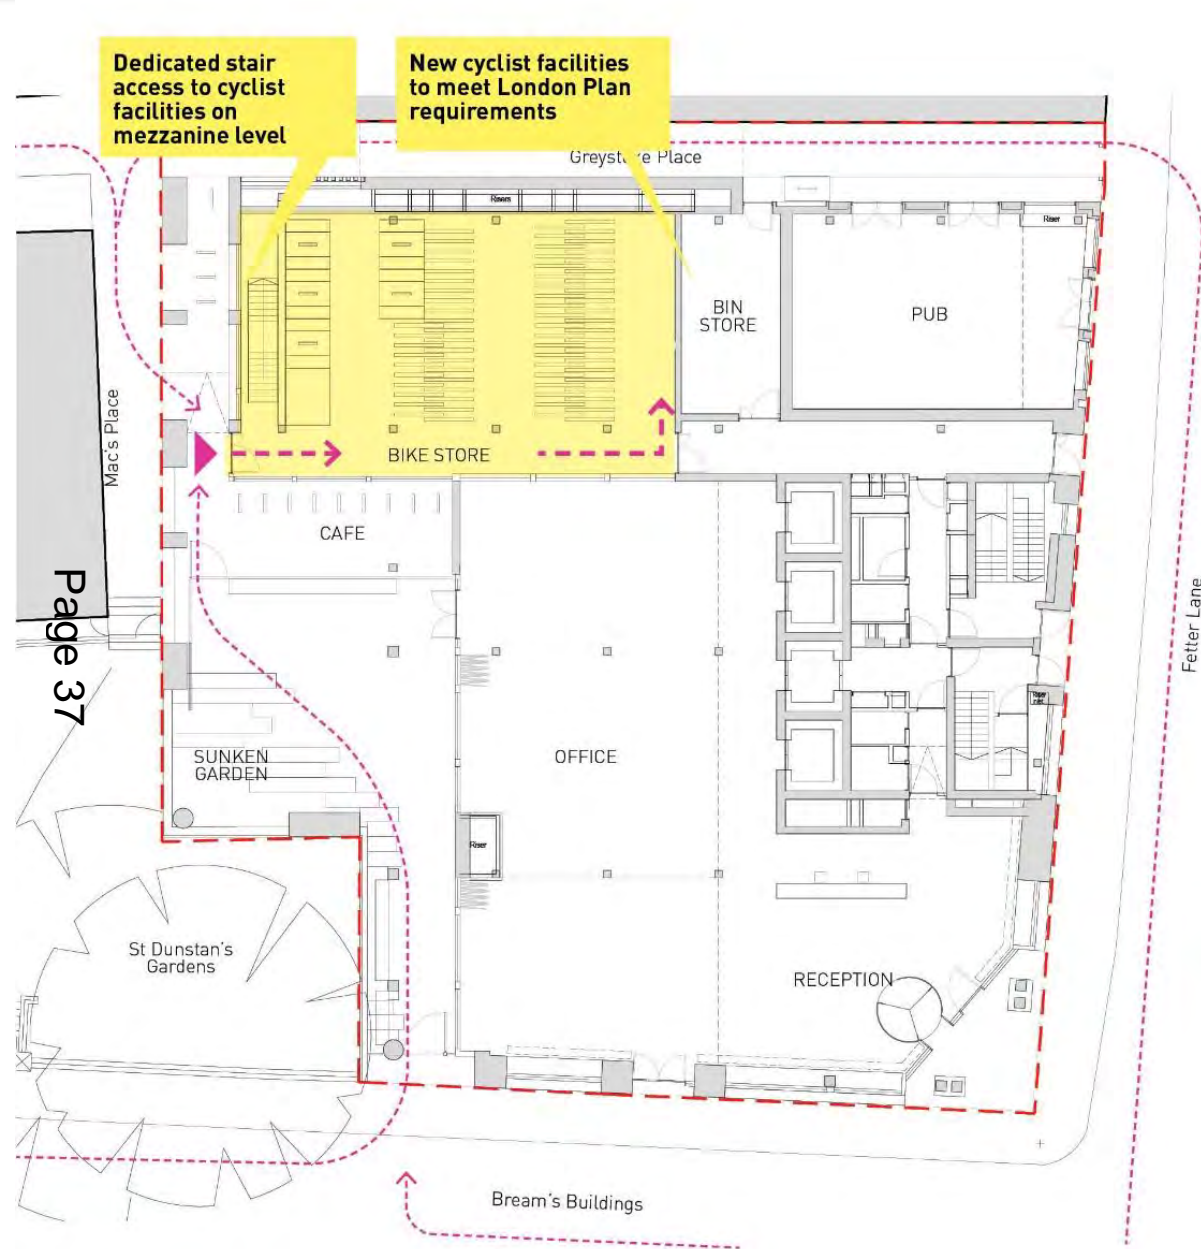 Dedicated stair
access to cyclist
facilities on
mezzanine level
New cyclist facilities
to meet London Plan
requirements
Greystoke Place
Risers
Riser
BIN
STORE
PUB
Mac's Place
BIKE STORE
CAFE
Page 37
Fetter Lane
SUNKEN
GARDEN
OFFICE
Riser
St Dunstan's
Gardens
RECEPTION
Bream's Buildings